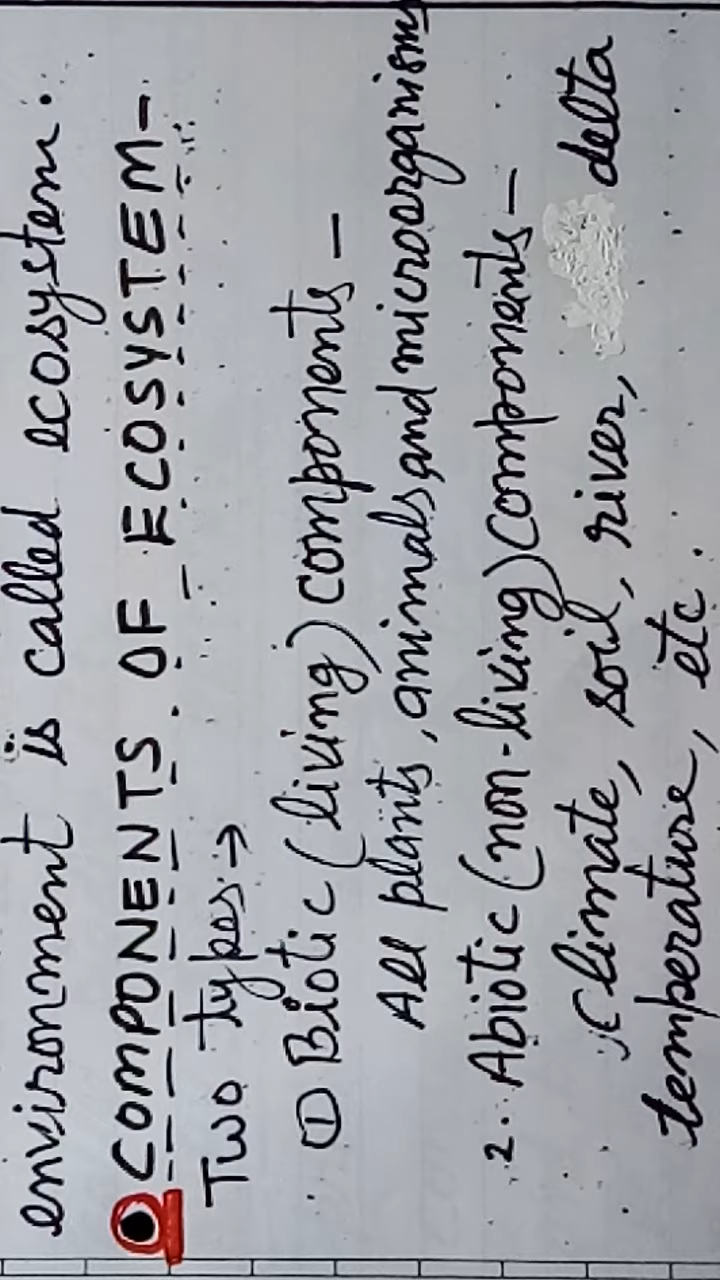 environment is called ecosystem.
COMPONENTS OF ECOSYSTEM-
Two types→
① Biotic (living) components -
All plants, animals, and microorganisms
2. Abiotic (non-living) components -
Climate, soil, river, delta
temperature, etc.